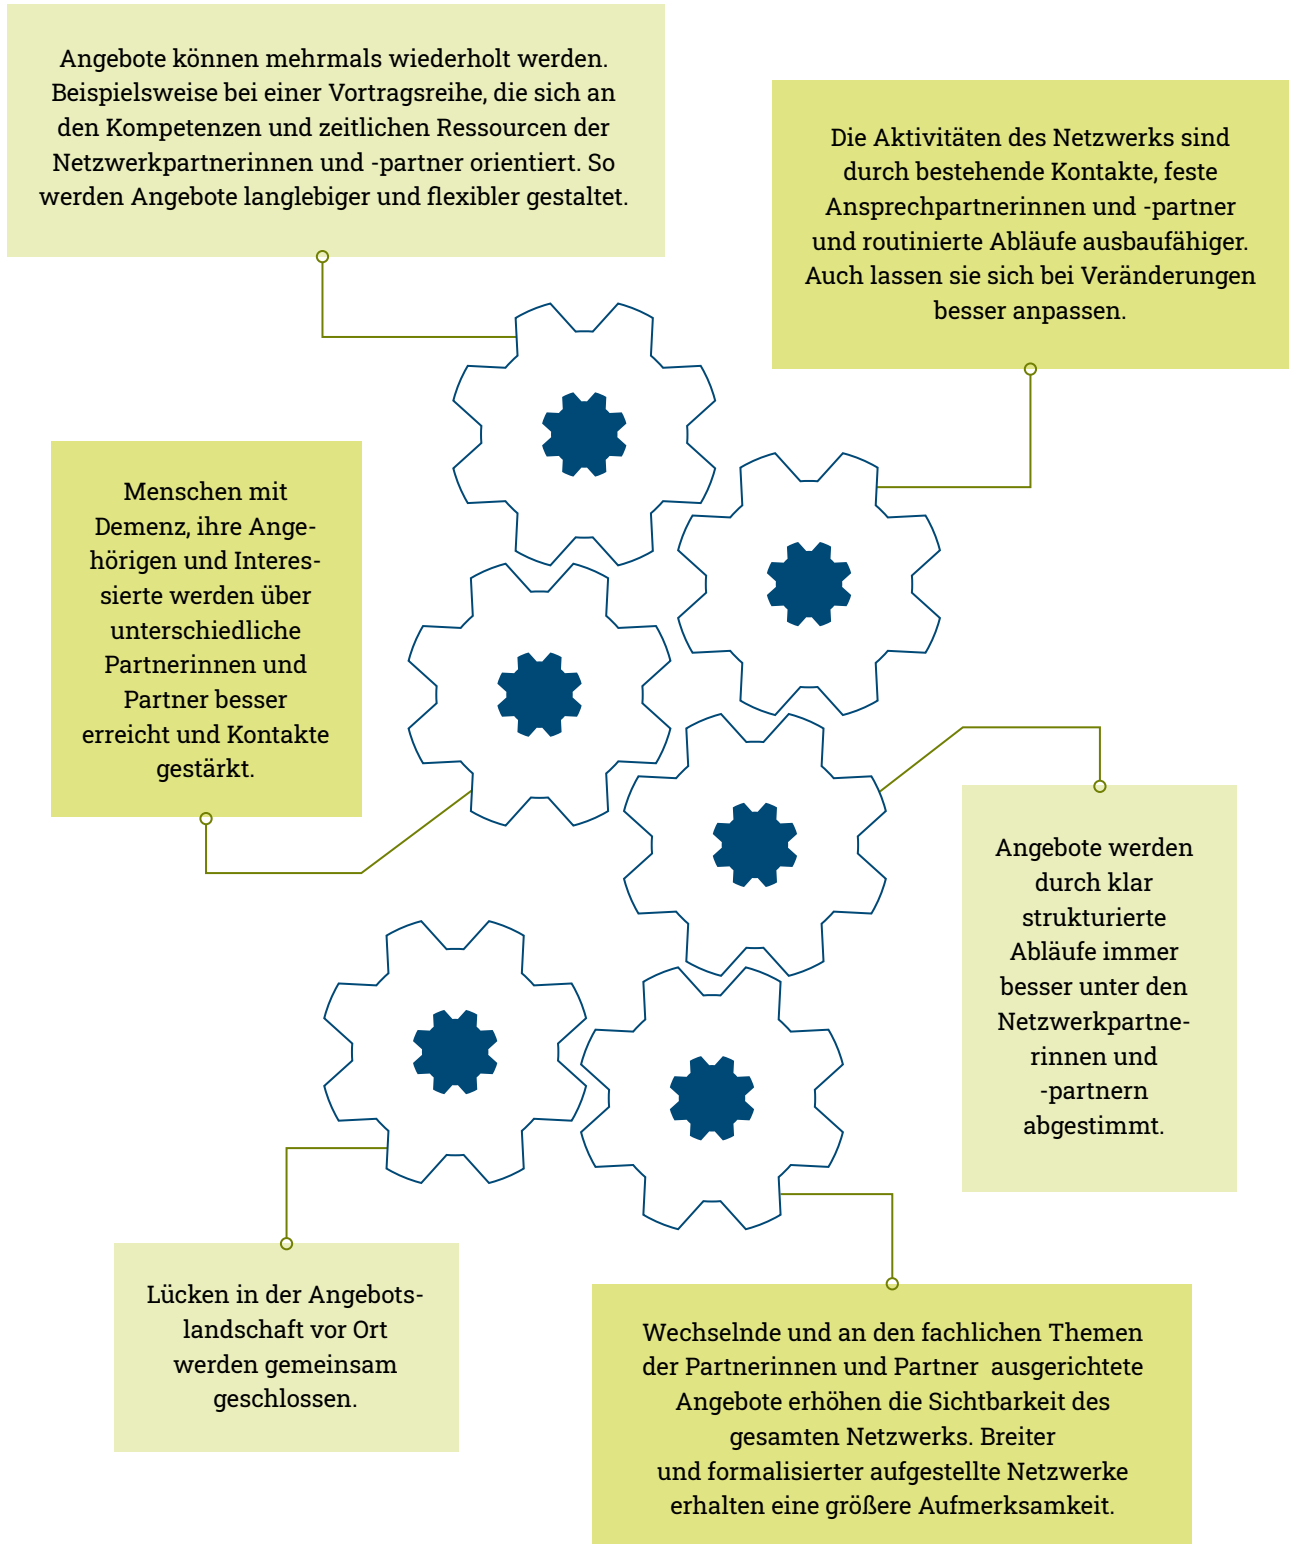 Angebote können mehrmals wiederholt werden.
Beispielsweise bei einer Vortragsreihe, die sich an
den Kompetenzen und zeitlichen Ressourcen der
Netzwerkpartnerinnen und -partner orientiert. So
werden Angebote langlebiger und flexibler gestaltet.
Die Aktivitäten des Netzwerks sind
durch bestehende Kontakte, feste
Ansprechpartnerinnen und -partner
und routinierte Abläufe ausbaufähiger.
Auch lassen sie sich bei Veränderungen
besser anpassen.
Menschen mit
Demenz, ihre Ange-
hörigen und Interes-
sierte werden über
unterschiedliche
Partnerinnen und
Partner besser
erreicht und Kontakte
gestärkt.
Angebote werden
durch klar
strukturierte
Abläufe immer
besser unter den
Netzwerkpartne-
rinnen und
-partnern
abgestimmt.
Lücken in der Angebots-
landschaft vor Ort
werden gemeinsam
geschlossen.
Wechselnde und an den fachlichen Themen
der Partnerinnen und Partner ausgerichtete
Angebote erhöhen die Sichtbarkeit des
gesamten Netzwerks. Breiter
und formalisierter aufgestellte Netzwerke
erhalten eine größere Aufmerksamkeit.